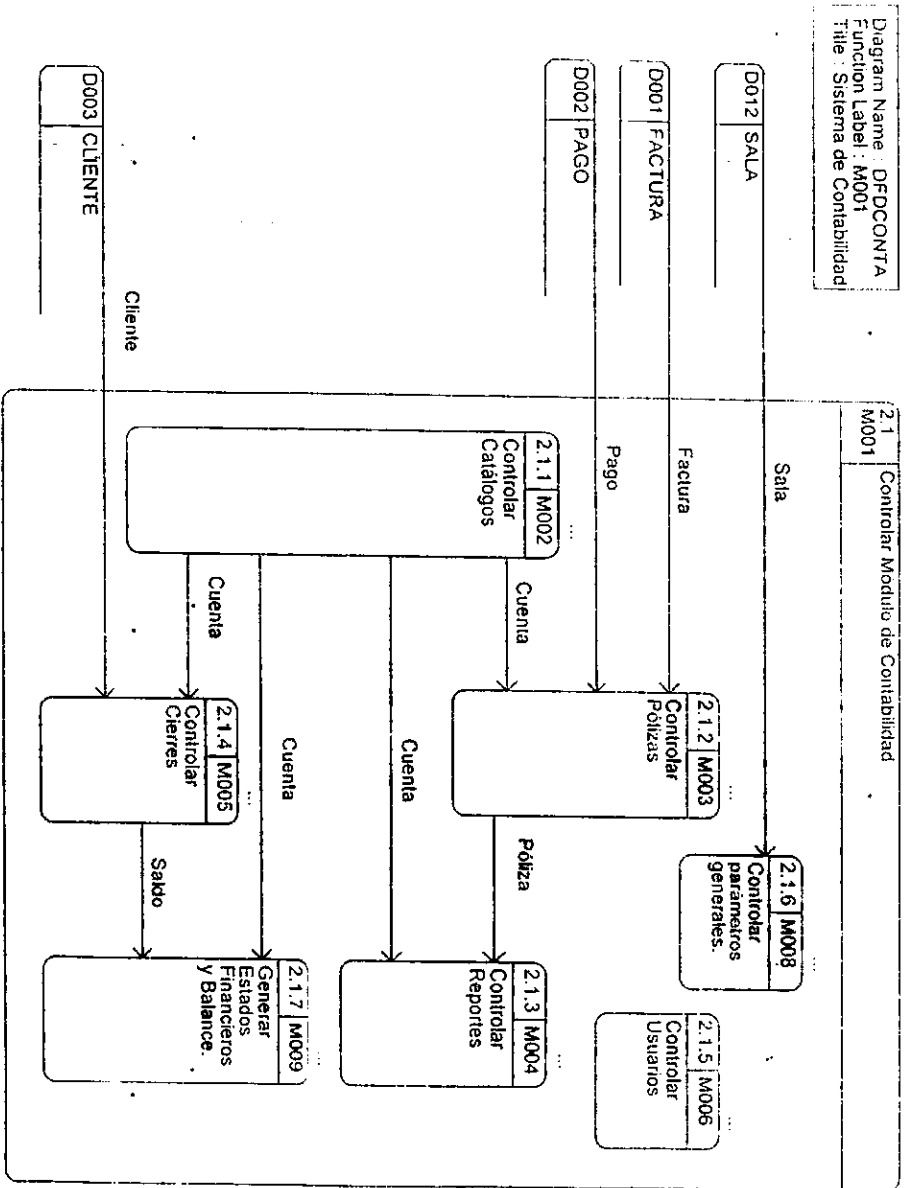 Diagram Name : DFDCONTA
Function Label : M001
Title : Sistema de Contabilidad
2.1
M001
Controlar Módulo de Contabilidad
D012 SALA
Sala
2.1.6 M008
Controlar
parámetros
generales.
...
2.1.5 M006
Controlar
Usuarios
...
D001 FACTURA
Factura
D002 PAGO
Pago
2.1.2 M003
Controlar
Pólizas
...
2.1.1 M002
Controlar
Catálogos
...
Cuenta
Póliza
2.1.3 M004
Controlar
Reportes
...
Cuenta
Cuenta
2.1.7 M009
Generar
Estados
Financieros
y Balance.
...
Cuenta
2.1.4 M005
Controlar
Cierres
...
Saldo
D003 CLIENTE
Cliente